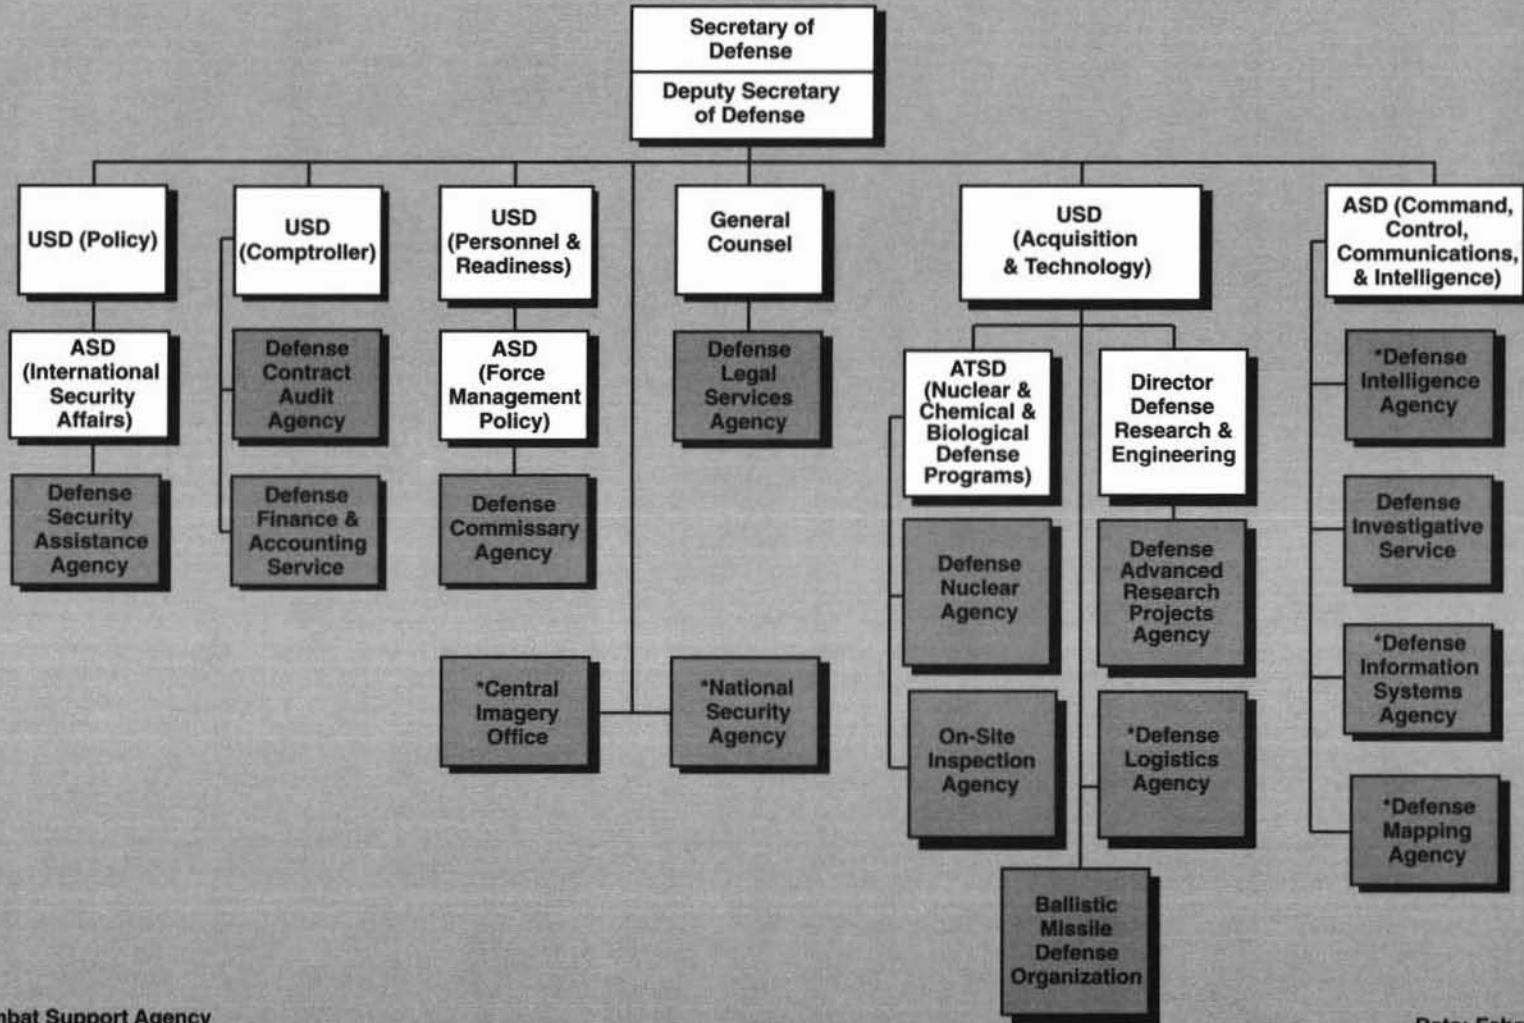 Secretary of
Defense
Deputy Secretary
of Defense
USD (Policy)
USD
(Comptroller)
USD
(Personnel &
Readiness)
General
Counsel
USD
(Acquisition
& Technology)
ASD (Command,
Control,
Communications,
& Intelligence)
ASD
(International
Security
Affairs)
Defense
Contract
Audit
Agency
ASD
(Force
Management
Policy)
Defense
Legal
Services
Agency
ATSD
(Nuclear &
Chemical &
Biological
Defense
Programs)
Director
Defense
Research &
Engineering
*Defense
Intelligence
Agency
Defense
Security
Assistance
Agency
Defense
Finance &
Accounting
Service
Defense
Commissary
Agency
Defense
Nuclear
Agency
Defense
Advanced
Research
Projects
Agency
Defense
Investigative
Service
*Central
Imagery
Office
*National
Security
Agency
On-Site
Inspection
Agency
*Defense
Logistics
Agency
*Defense
Information
Systems
Agency
*Defense
Mapping
Agency
Ballistic
Missile
Defense
Organization
Support Agency